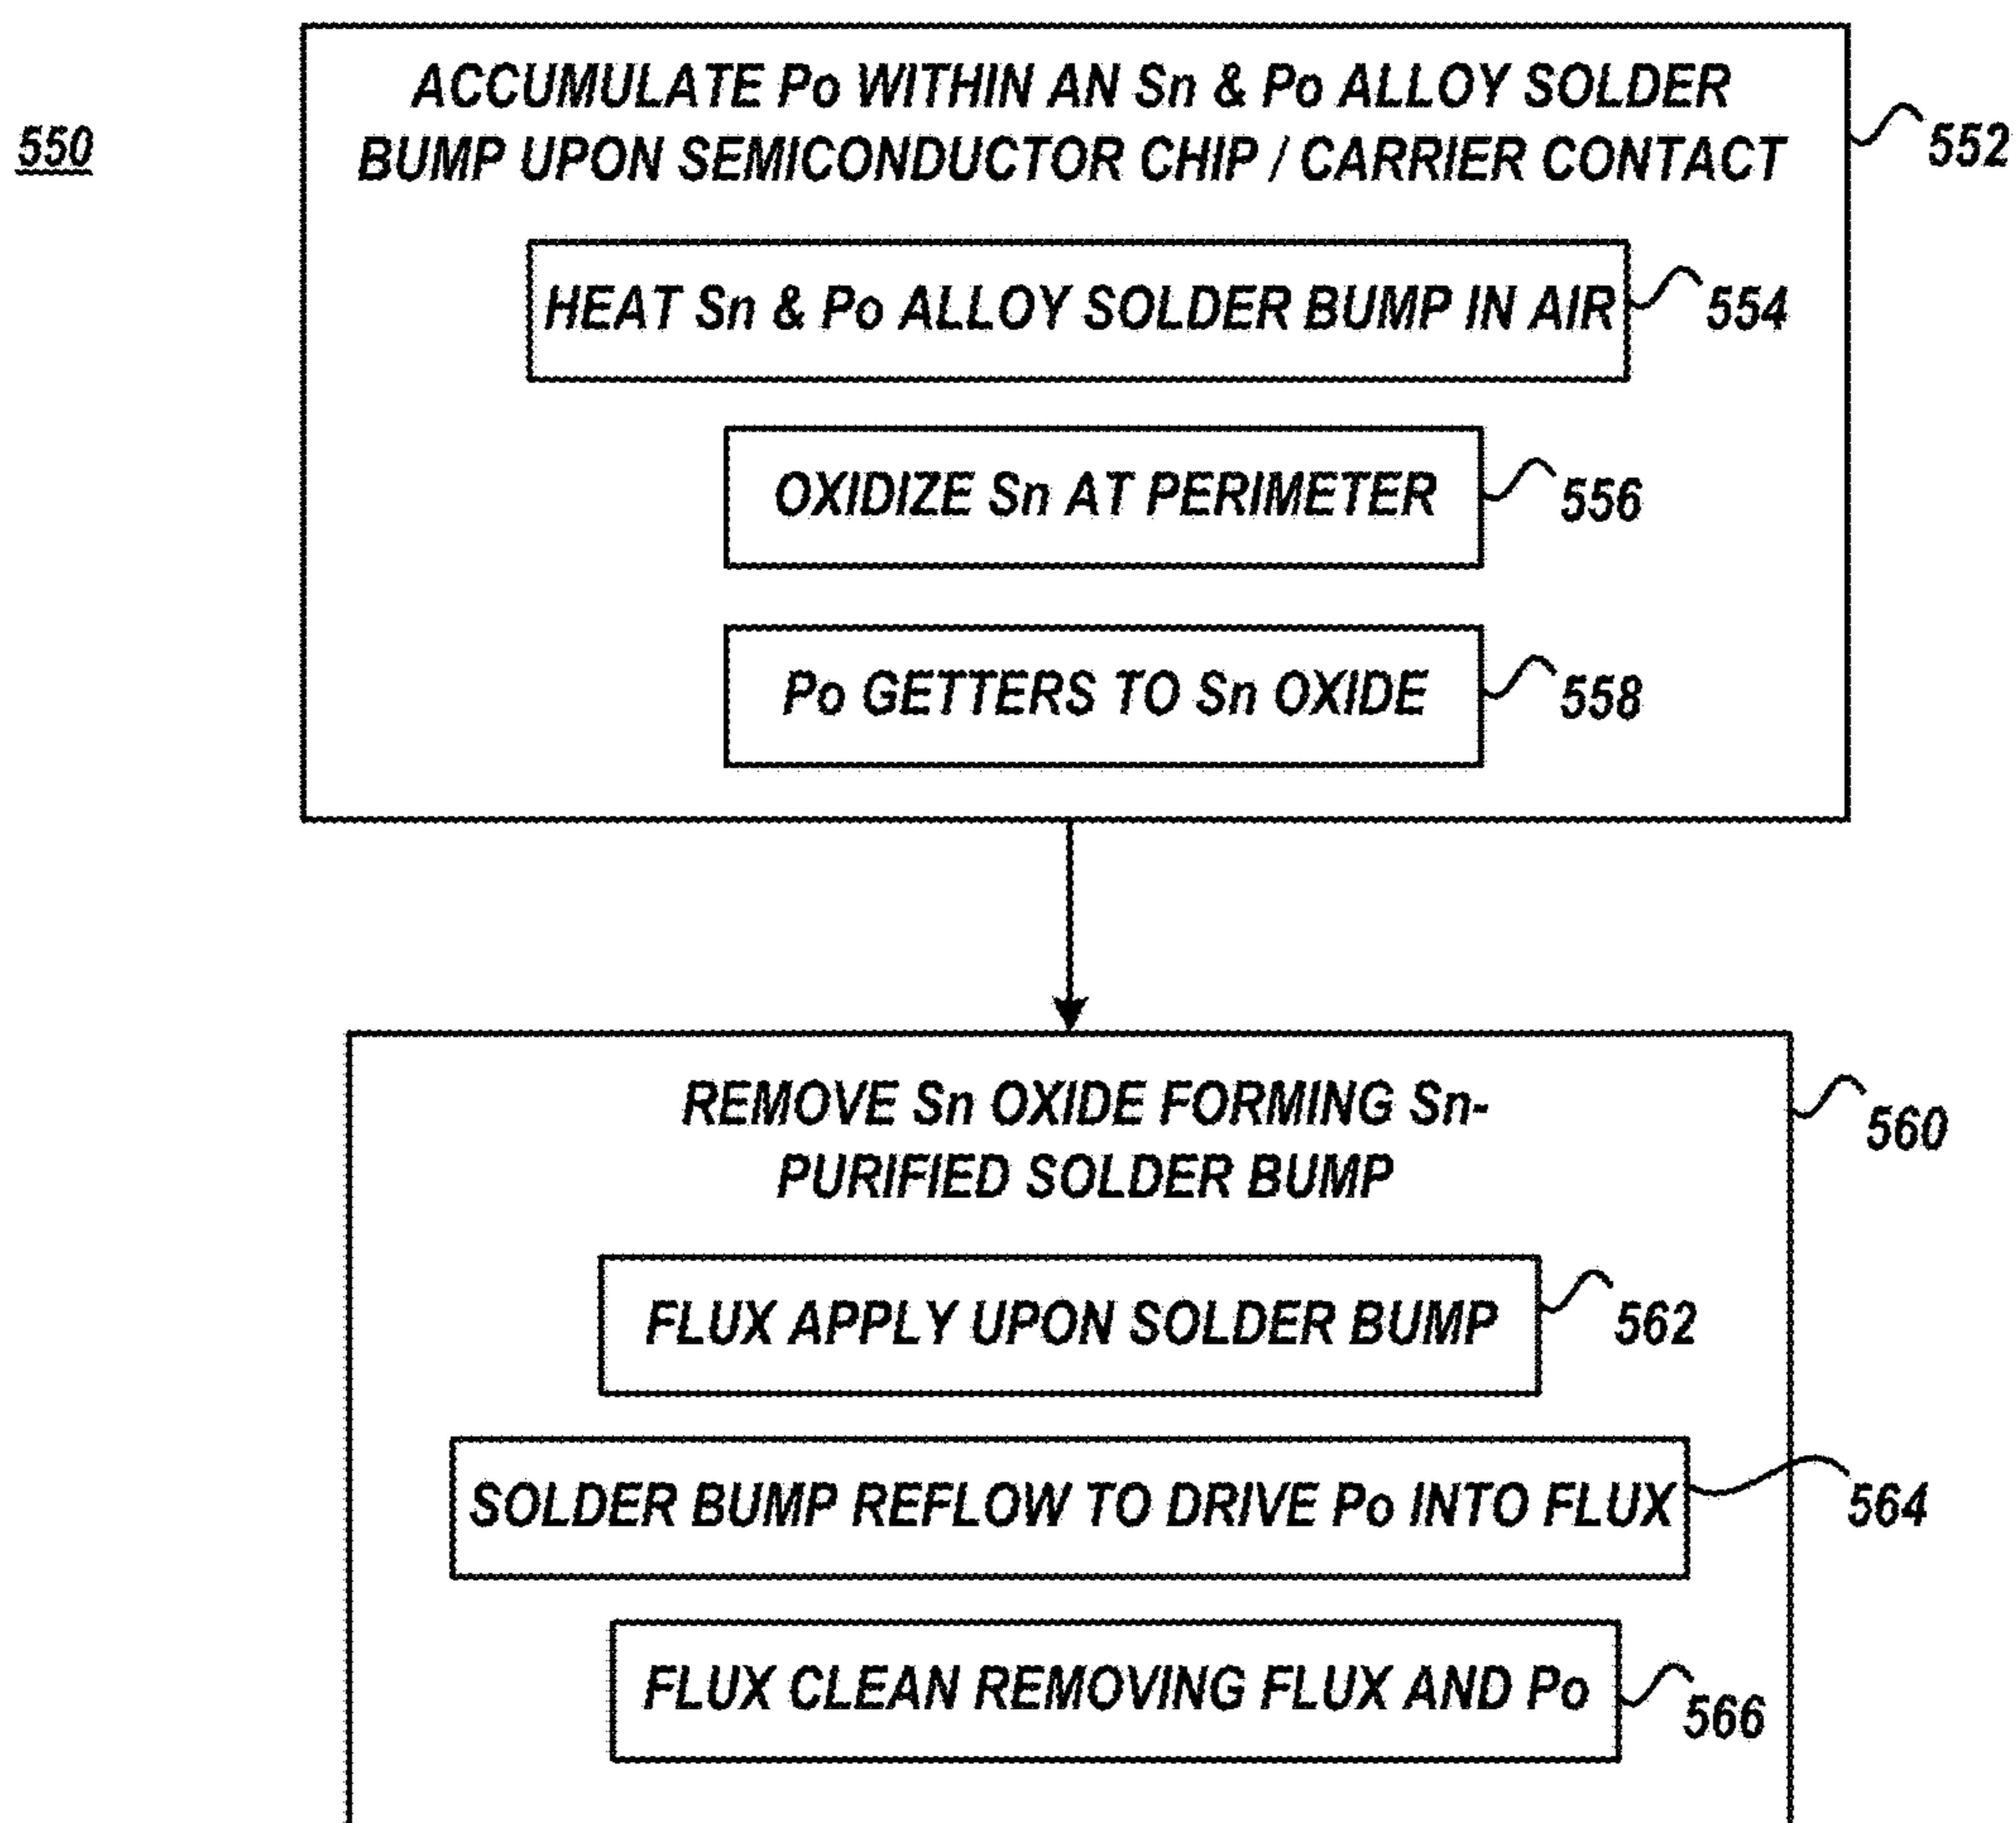 550
ACCUMULATE Po WITHIN AN Sn & Po ALLOY SOLDER
BUMP UPON SEMICONDUCTOR CHIP / CARRIER CONTACT
552
HEAT Sn & Po ALLOY SOLDER BUMP IN AIR
554
OXIDIZE Sn AT PERIMETER
556
Po GETTERS TO Sn OXIDE
558
REMOVE Sn OXIDE FORMING Sn-
PURIFIED SOLDER BUMP
560
FLUX APPLY UPON SOLDER BUMP
562
SOLDER BUMP REFLOW TO DRIVE Po INTO FLUX
564
FLUX CLEAN REMOVING FLUX AND Po
566